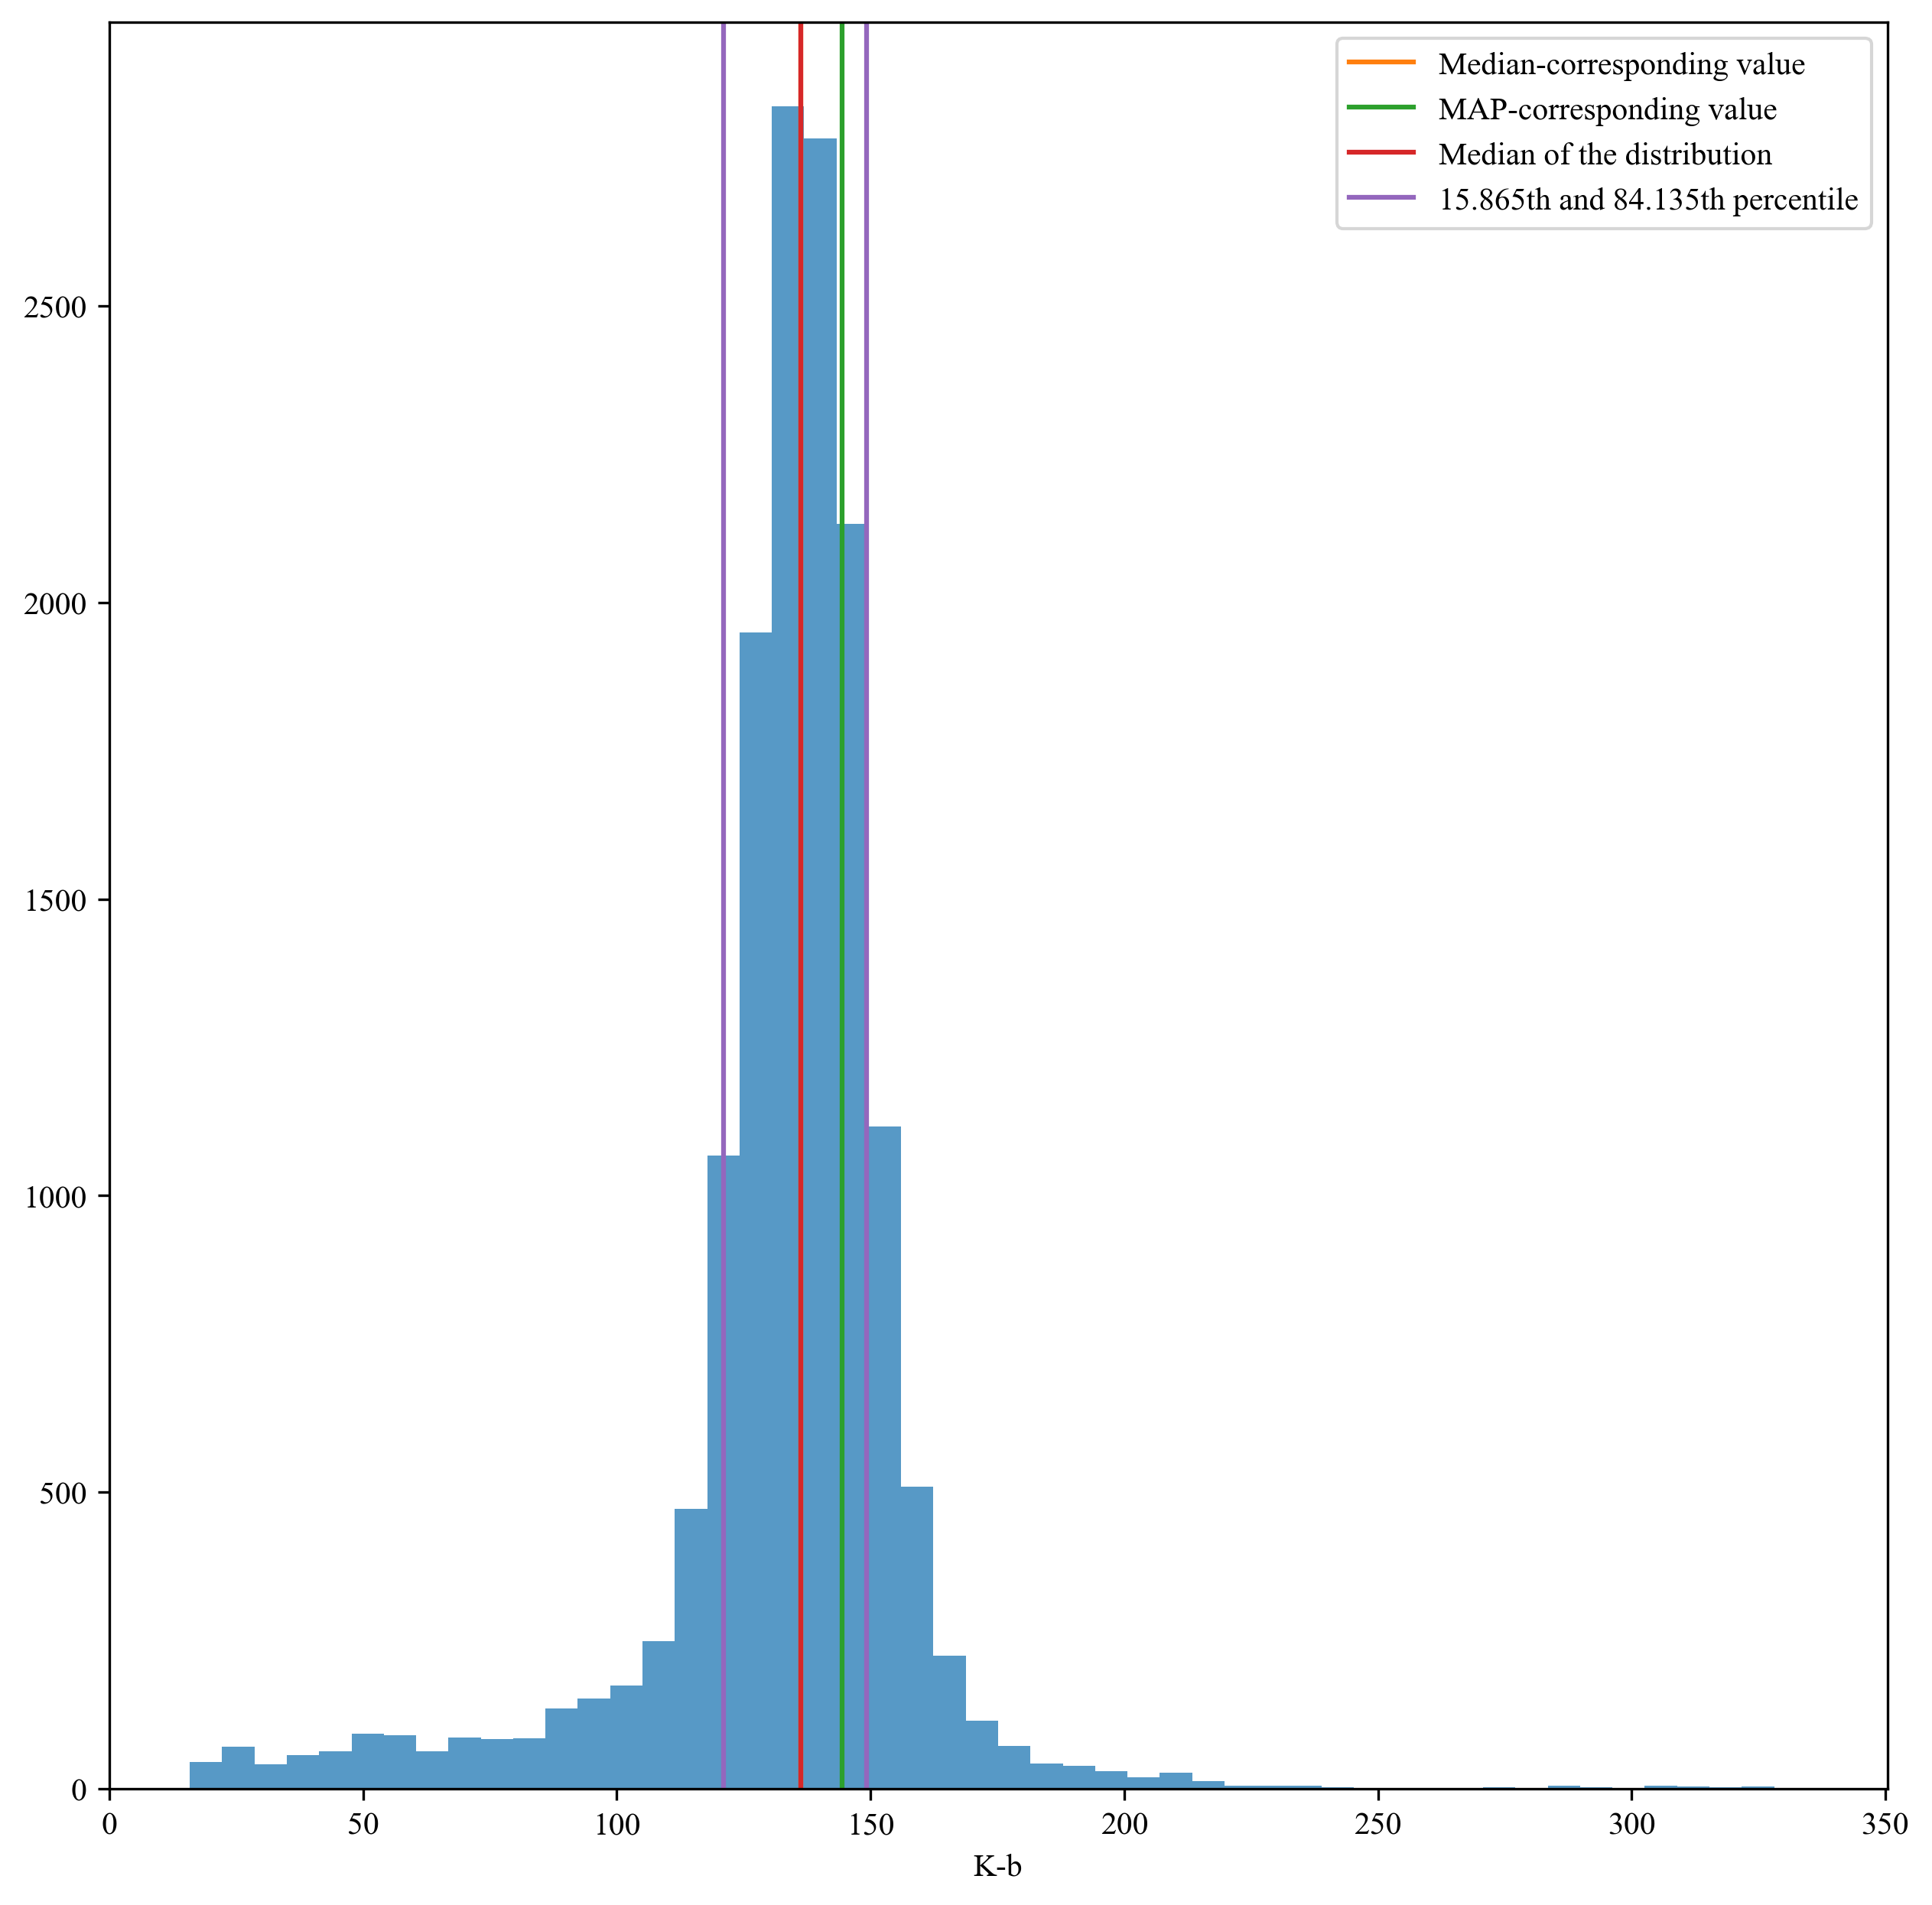 Median-corresponding value
MAP-corresponding value
Median of the distribution
15.865th and 84.135th percentile
2500
2000
1500
1000
500
0
0 50 100 150 200 250 300 350
K-b